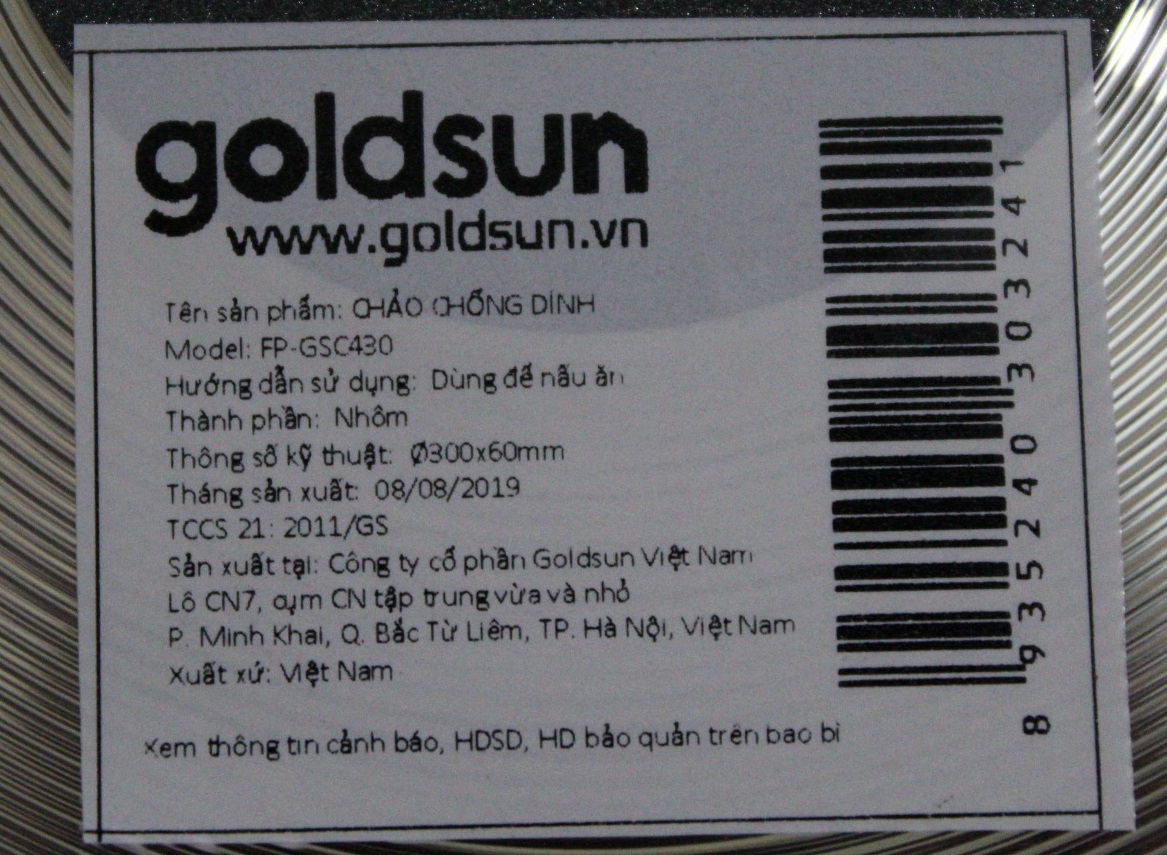 goldsun
www.goldsun.vn
Tên sản phẩm: CHẢO CHỐNG DÍNH
Model: FP-GSC430
Hướng dẫn sử dụng: Dùng để nấu ăn
Thành phần: Nhôm
Thông số kỹ thuật: Ø300x60mm
Tháng sản xuất: 08/08/2019
TCCS 21: 2011/GS
Sản xuất tại: Công ty cổ phần Goldsun Việt Nam
Lô CN7, cụm CN tập trung vừa và nhỏ
P. Minh Khai, Q. Bắc Từ Liêm, TP. Hà Nội, Việt Nam
Xuất xứ: Việt Nam
Xem thông tin cảnh báo, HDSD, HD bảo quản trên bao bì
8 935240 303241